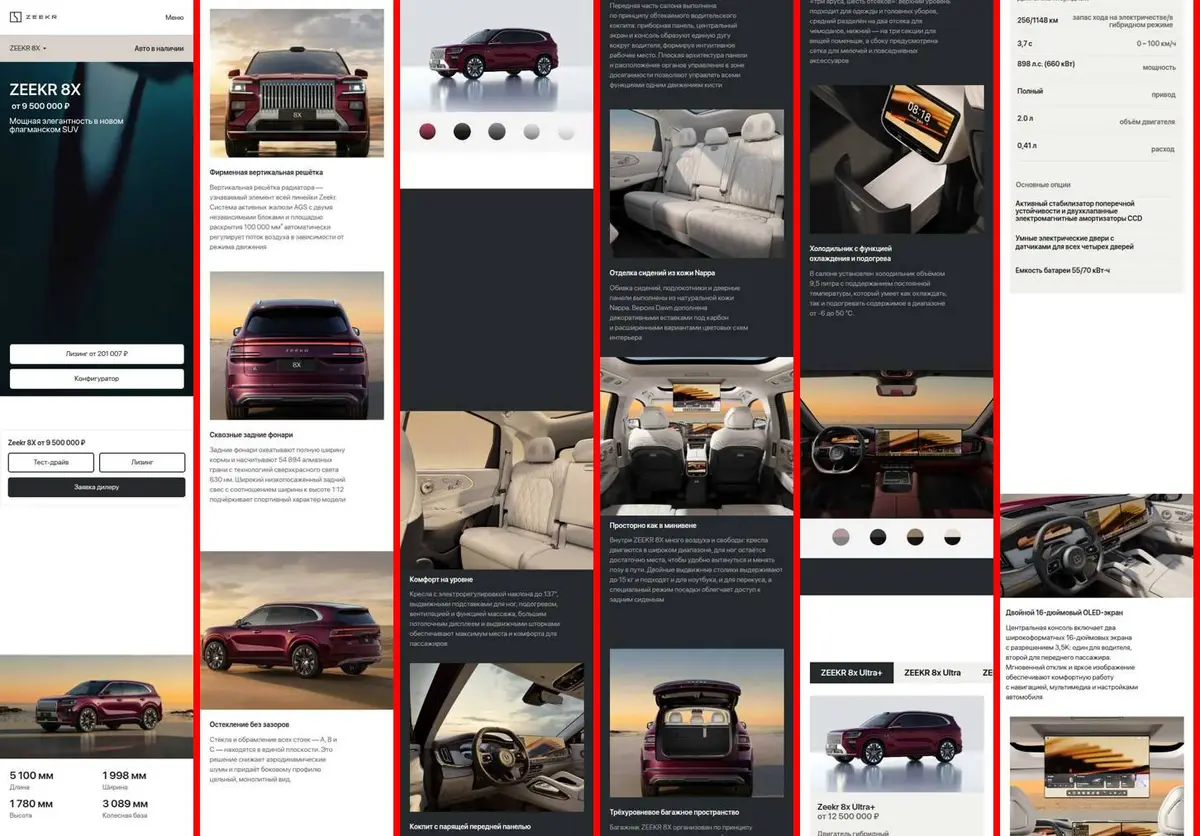 ZEEKR
Меню
ZEEKR 8X
Авто в наличии
ZEEKR 8X
от 9 500 000 ₽
Мощная элегантность в новом
флагманском SUV
Лизинг от 201 007 ₽
Конфигуратор
Zeekr 8X от 9 500 000 ₽
Тест-драйв
Лизинг
Заявка дилеру
5 100 мм
1 998 мм
Длина
Ширина
1 780 мм
3 089 мм
Высота
Колесная база
8X
Фирменная вертикальная решётка
Вертикальная решётка радиатора —
узнаваемый элемент всей линейки Zeekr.
Система активных жалюзи AGS с двумя
независимыми блоками и площадью
раскрытия 100 000 мм² автоматически
регулирует поток воздуха в зависимости от
режима движения
ZEEKR
8X
Сквозные задние фонари
Задние фонари охватывают полную ширину
кормы и насчитывают 54 894 алмазных
грани с технологией сверхкрасного света
630 нм. Широкий низкопосаженный задний
свес с соотношением ширины к высоте 1:12
подчёркивает спортивный характер модели
Остекление без зазоров
Стёкла и обрамление всех стоек — A, B и
C — находятся в единой плоскости. Это
решение снижает аэродинамические
шумы и придаёт боковому профилю
цельный, монолитный вид.
Комфорт на уровне
Кресла с электрорегулировкой наклона до 137°,
выдвижными подставками для ног, подогревом,
вентиляцией и функцией массажа, большим
потолочным дисплеем и выдвижными шторками
обеспечивают максимум места и комфорта для
пассажиров
Кокпит с парящей передней панелью
Передняя часть салона выполнена
по принципу обтекаемого водительского
кокпита: приборная панель, центральный
экран и консоль образуют единую дугу
вокруг водителя, формируя интуитивное
рабочее место. Плоская архитектура панели
и расположение органов управления в зоне
досягаемости позволяют управлять всеми
функциями одним движением кисти
Отделка сидений из кожи Nappa
Обивка сидений, подлокотники и дверные
панели выполнены из натуральной кожи
Nappa. Версия Dawn дополнена
декоративными вставками под карбон
и расширенными вариантами цветовых схем
интерьера
Просторно как в минивене
Внутри ZEEKR 8X много воздуха и свободы: кресла
двигаются в широком диапазоне, для ног остаётся
достаточно места, чтобы удобно вытянуться и менять
позу в пути. Двойные выдвижные столики выдерживают
до 15 кг и подходят и для ноутбука, и для перекуса, а
специальный режим посадки облегчает доступ к
задним сиденьям
Трёхуровневое багажное пространство
Багажник ZEEKR 8X организован по принципу
«три яруса, шесть отсеков»: верхний уровень
подходит для одежды и головных уборов,
средний разделён на два отсека для
чемоданов, нижний — на три секции для
вещей поменьше, а сбоку предусмотрена
сетка для мелочей и повседневных
аксессуаров
08:18
Холодильник с функцией
охлаждения и подогрева
В салоне установлен холодильник объёмом
9,5 литра с поддержанием постоянной
температуры, который умеет как охлаждать,
так и подогревать содержимое в диапазоне
от -6 до 50 °C.
ZEEKR 8x Ultra+
ZEEKR 8x Ultra
ZE
Zeekr 8x Ultra+
от 12 500 000 ₽
Двигатель гибридный
256/1148 км
запас хода на электричестве/в
гибридном режиме
3,7 с
0 – 100 км/ч
898 л.с. (660 кВт)
мощность
Полный
привод
2.0 л
объём двигателя
0,41 л
расход
Основные опции
Активный стабилизатор поперечной
устойчивости и двухклапанные
электромагнитные амортизаторы CCD
Умные электрические двери с
датчиками для всех четырех дверей
Емкость батареи 55/70 кВт-ч
Двойной 16-дюймовый OLED-экран
Центральная консоль включает два
широкоформатных 16-дюймовых экрана
с разрешением 3,5K: один для водителя,
второй для переднего пассажира.
Мгновенный отклик и яркое изображение
обеспечивают комфортную работу
с навигацией, мультимедиа и настройками
автомобиля